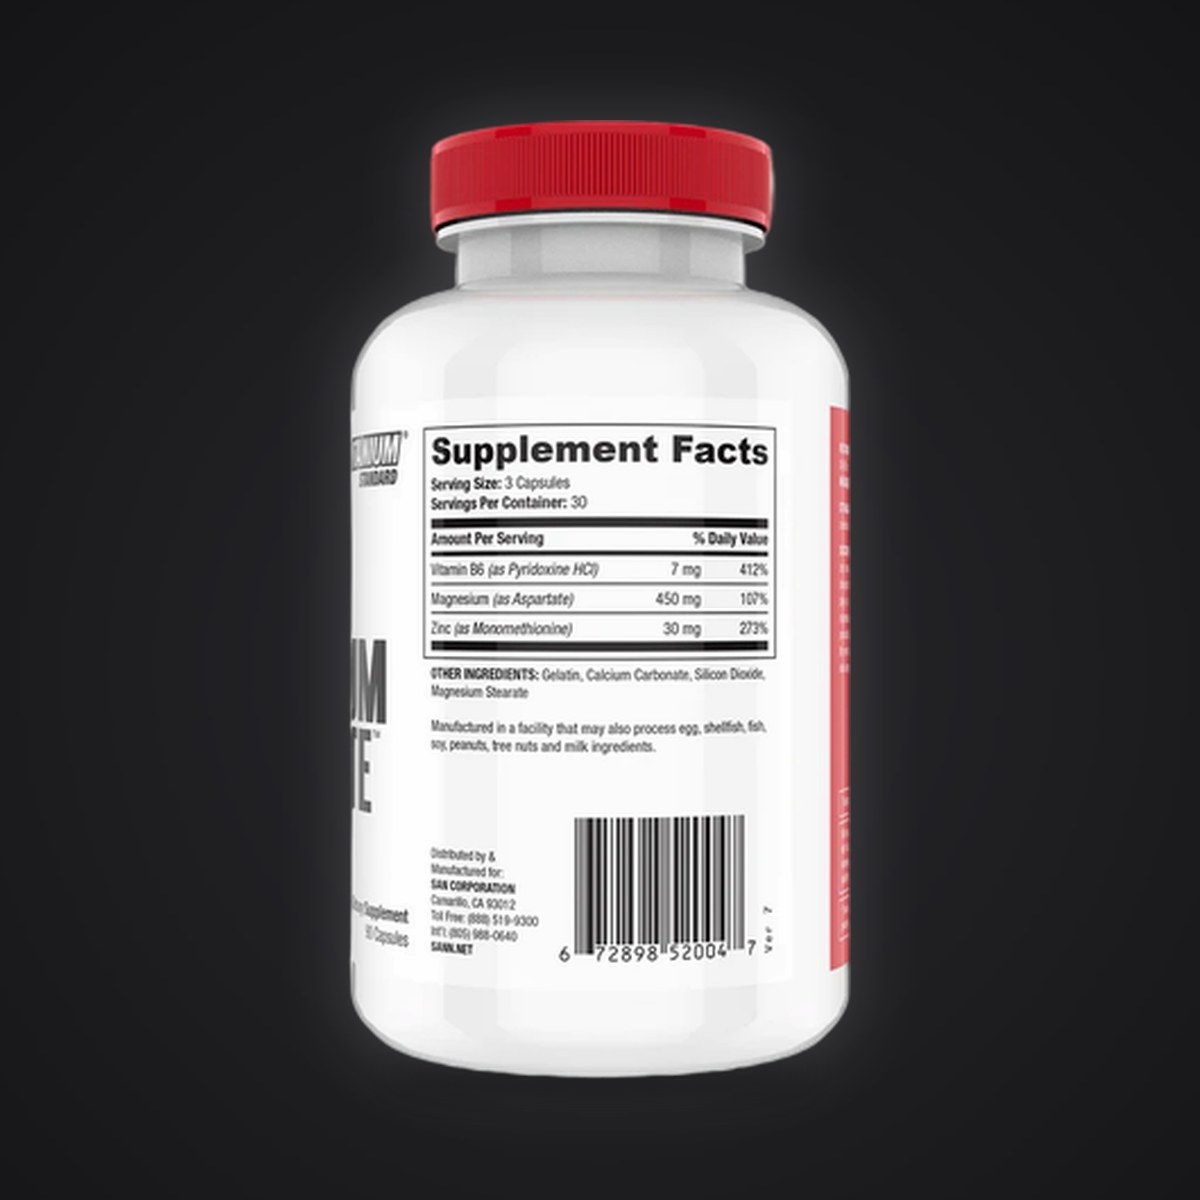 STANDARD
Supplement Facts
Serving Size: 3 Capsules
Servings Per Container: 30
Amount Per Serving % Daily Value
Vitamin B6 (as Pyridoxine HCl) 7 mg 412%
Magnesium (as Aspartate) 450 mg 107%
Zinc (as Monomethionine) 30 mg 273%
OTHER INGREDIENTS: Gelatin, Calcium Carbonate, Silicon Dioxide,
Magnesium Stearate
Manufactured in a facility that may also process egg, shellfish, fish,
soy, peanuts, tree nuts and milk ingredients.
Supplement
90 Capsules
Distributed by &
Manufactured for:
SAN CORPORATION
Camarillo, CA 93012
Toll Free: (888) 519-9300
Int'l: (805) 988-0640
SANN.NET
6 72898 52004 7
Ver 7